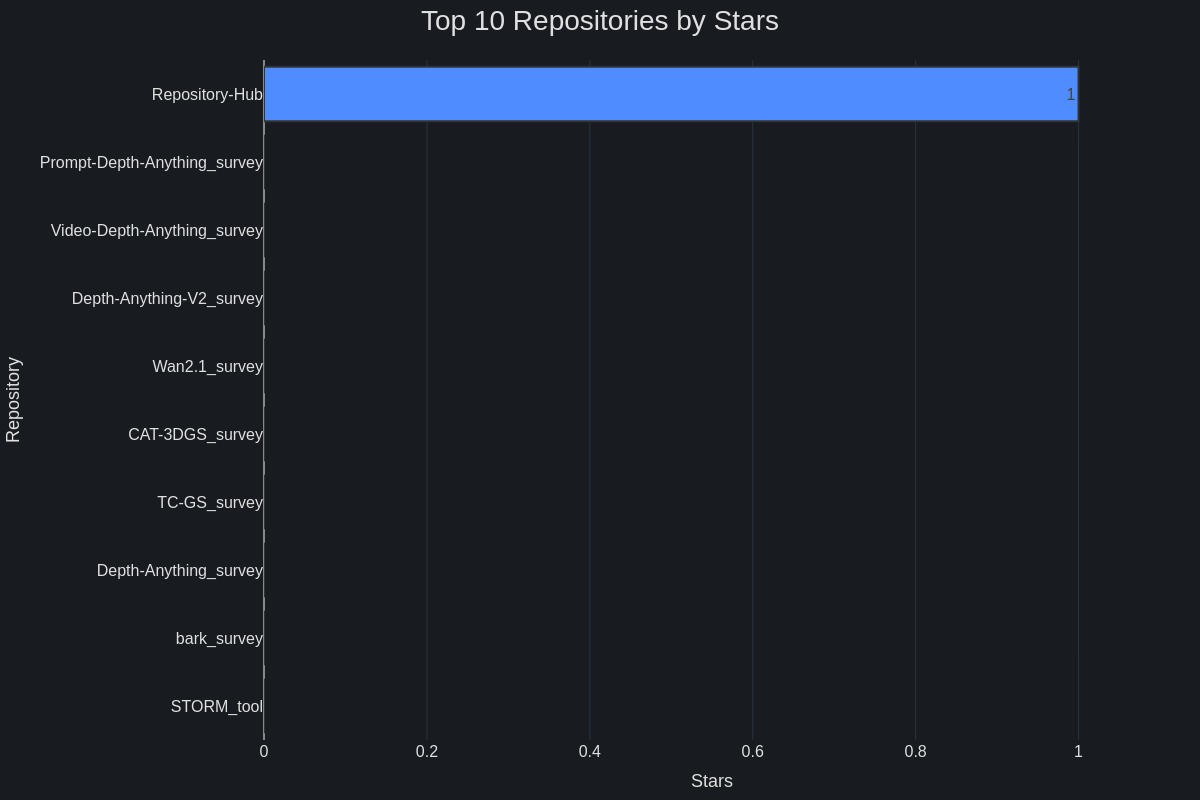 Top 10 Repositories by Stars
Repository
Repository-Hub
1
Prompt-Depth-Anything_survey
Video-Depth-Anything_survey
Depth-Anything-V2_survey
Wan2.1_survey
CAT-3DGS_survey
TC-GS_survey
Depth-Anything_survey
bark_survey
STORM_tool
0 0.2 0.4 0.6 0.8 1
Stars